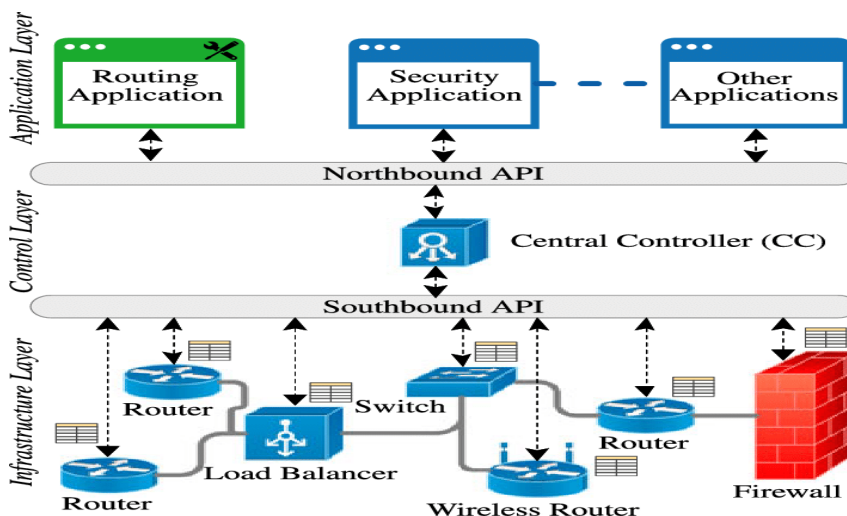 Application Layer
Routing
Application
Security
Application
Other
Applications
Northbound API
Control Layer
Central Controller (CC)
Southbound API
Infrastructure Layer
Router
Switch
Load Balancer
Router
Router
Wireless Router
Firewall